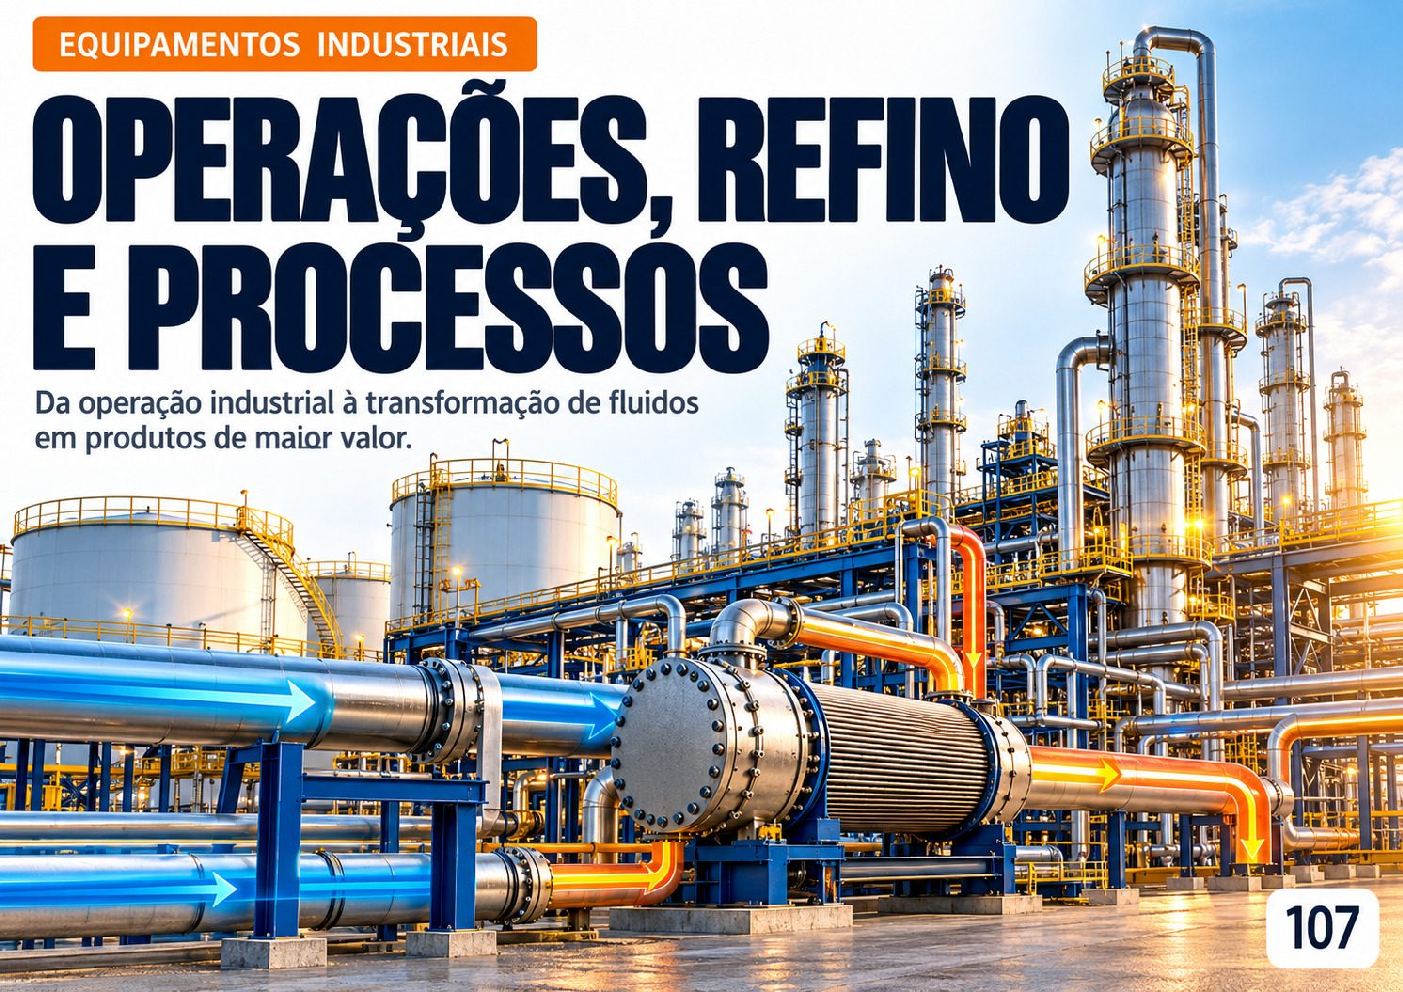 EQUIPAMENTOS INDUSTRIAIS
OPERAÇÕES, REFINO
E PROCESSOS
Da operação industrial à transformação de fluidos
em produtos de maior valor.
107